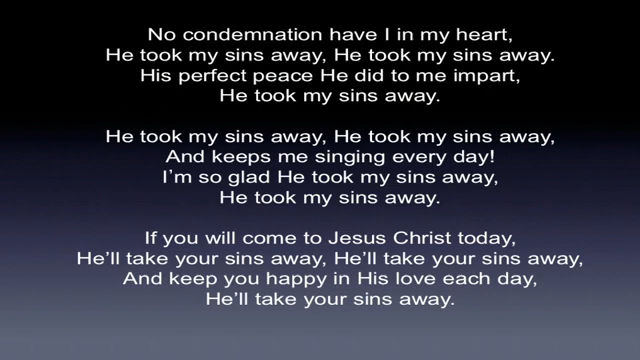 No condemnation have I in my heart,
He took my sins away, He took my sins away.
His perfect peace He did to me impart,
He took my sins away.
He took my sins away, He took my sins away,
And keeps me singing every day!
I'm so glad He took my sins away,
He took my sins away.
If you will come to Jesus Christ today,
He'll take your sins away, He'll take your sins away,
And keep you happy in His love each day,
He'll take your sins away.